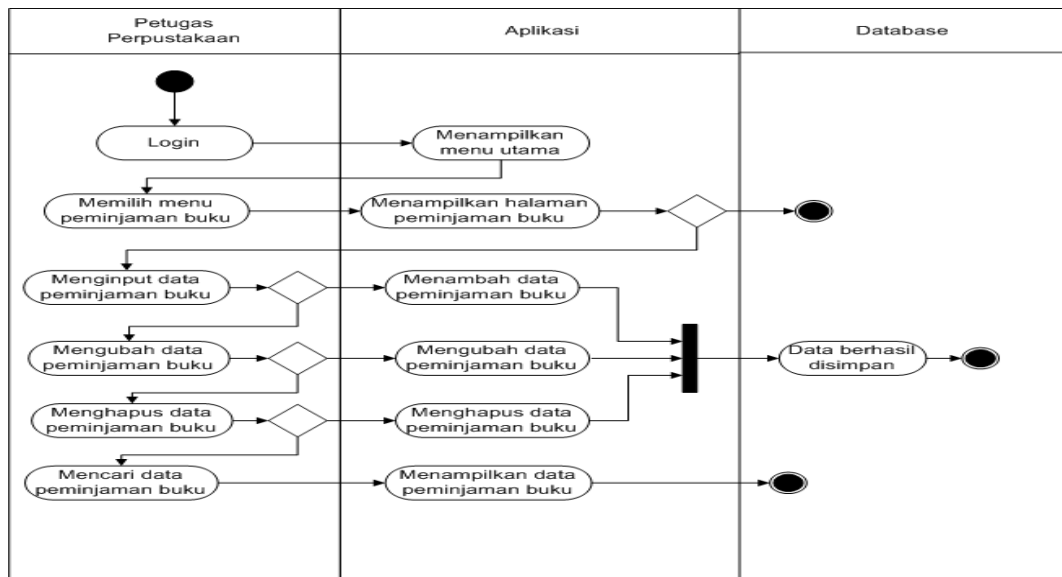 Petugas
Perpustakaan
Aplikasi
Database
Login
Menampilkan
menu utama
Memilih menu
peminjaman buku
Menampilkan halaman
peminjaman buku
Menginput data
peminjaman buku
Menambah data
peminjaman buku
Mengubah data
peminjaman buku
Mengubah data
peminjaman buku
Data berhasil
disimpan
Menghapus data
peminjaman buku
Menghapus data
peminjaman buku
Mencari data
peminjaman buku
Menampilkan data
peminjaman buku